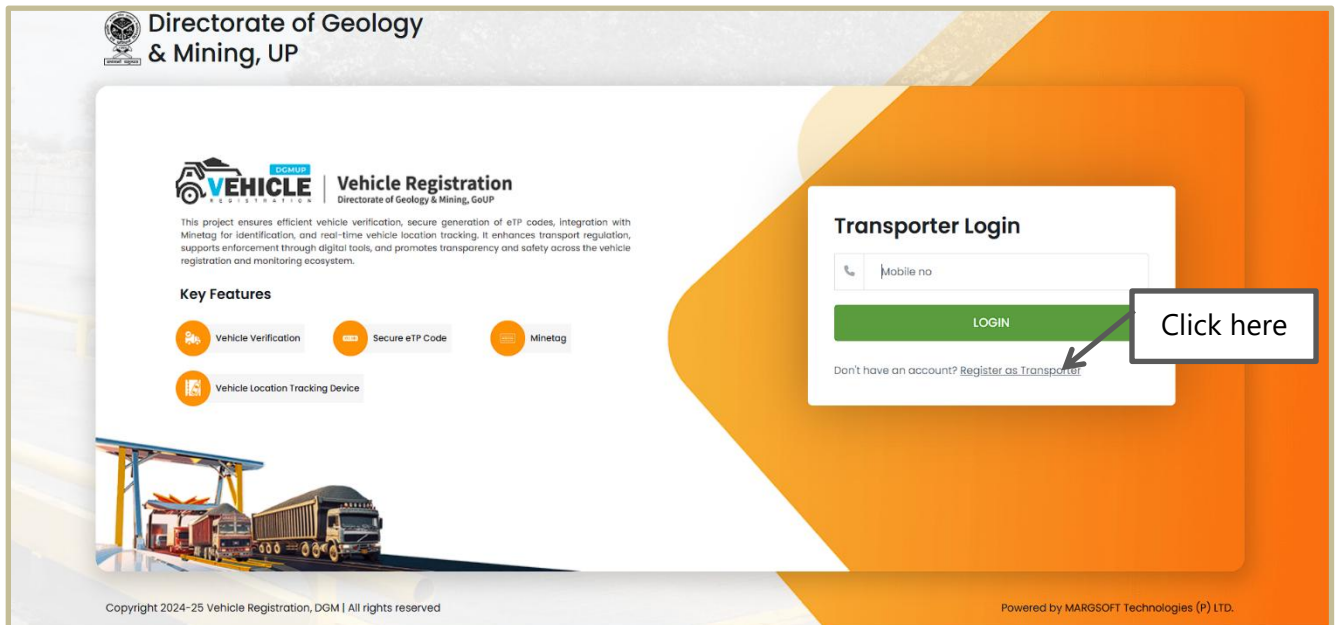 Directorate of Geology
& Mining, UP
DGMUP
VEHICLE
REGISTRATION
Vehicle Registration
Directorate of Geology & Mining, GoUP
This project ensures efficient vehicle verification, secure generation of eTP codes, integration with
Minetag for identification, and real-time vehicle location tracking. It enhances transport regulation,
supports enforcement through digital tools, and promotes transparency and safety across the vehicle
registration and monitoring ecosystem.
Key Features
Vehicle Verification
Secure eTP Code
Minetag
Vehicle Location Tracking Device
Transporter Login
Mobile no
LOGIN
Don't have an account? Register as Transporter
Click here
Copyright 2024-25 Vehicle Registration, DGM | All rights reserved
Powered by MARGSOFT Technologies (P) LTD.